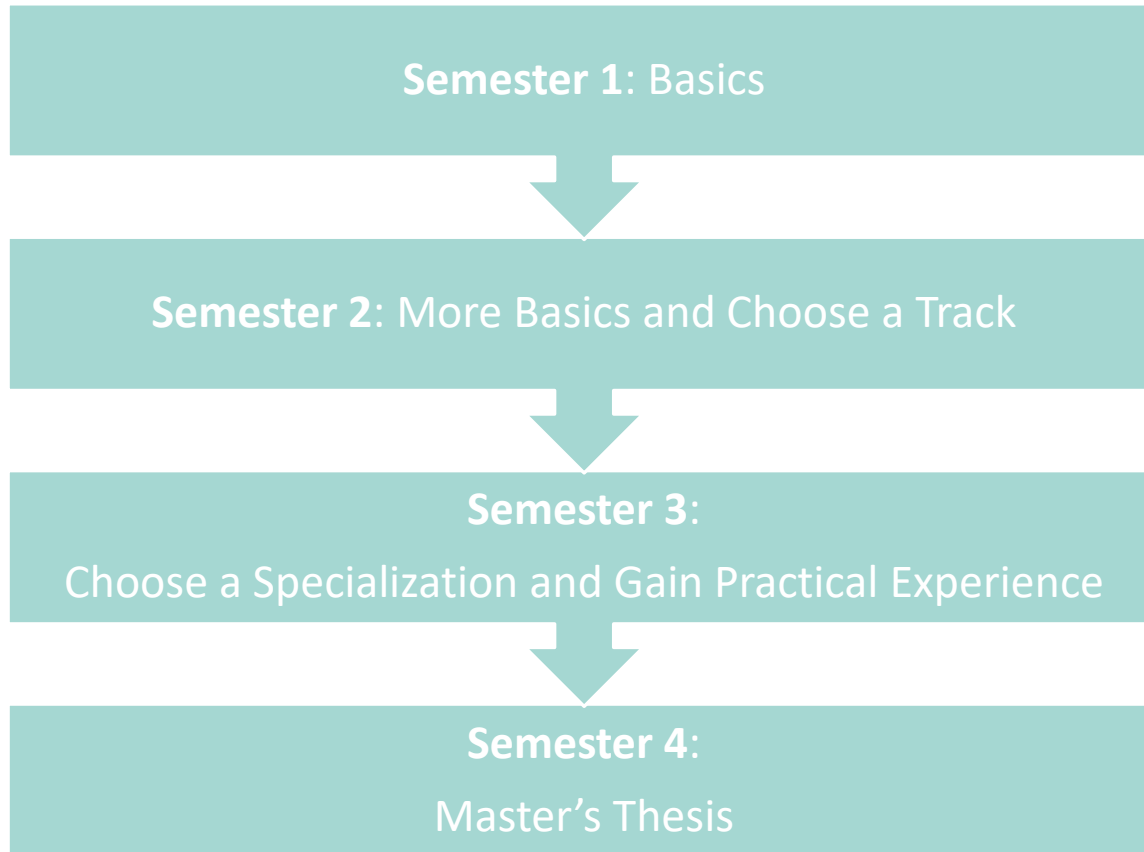 Semester 1: Basics
Semester 2: More Basics and Choose a Track
Semester 3:
Choose a Specialization and Gain Practical Experience
Semester 4:
Master’s Thesis